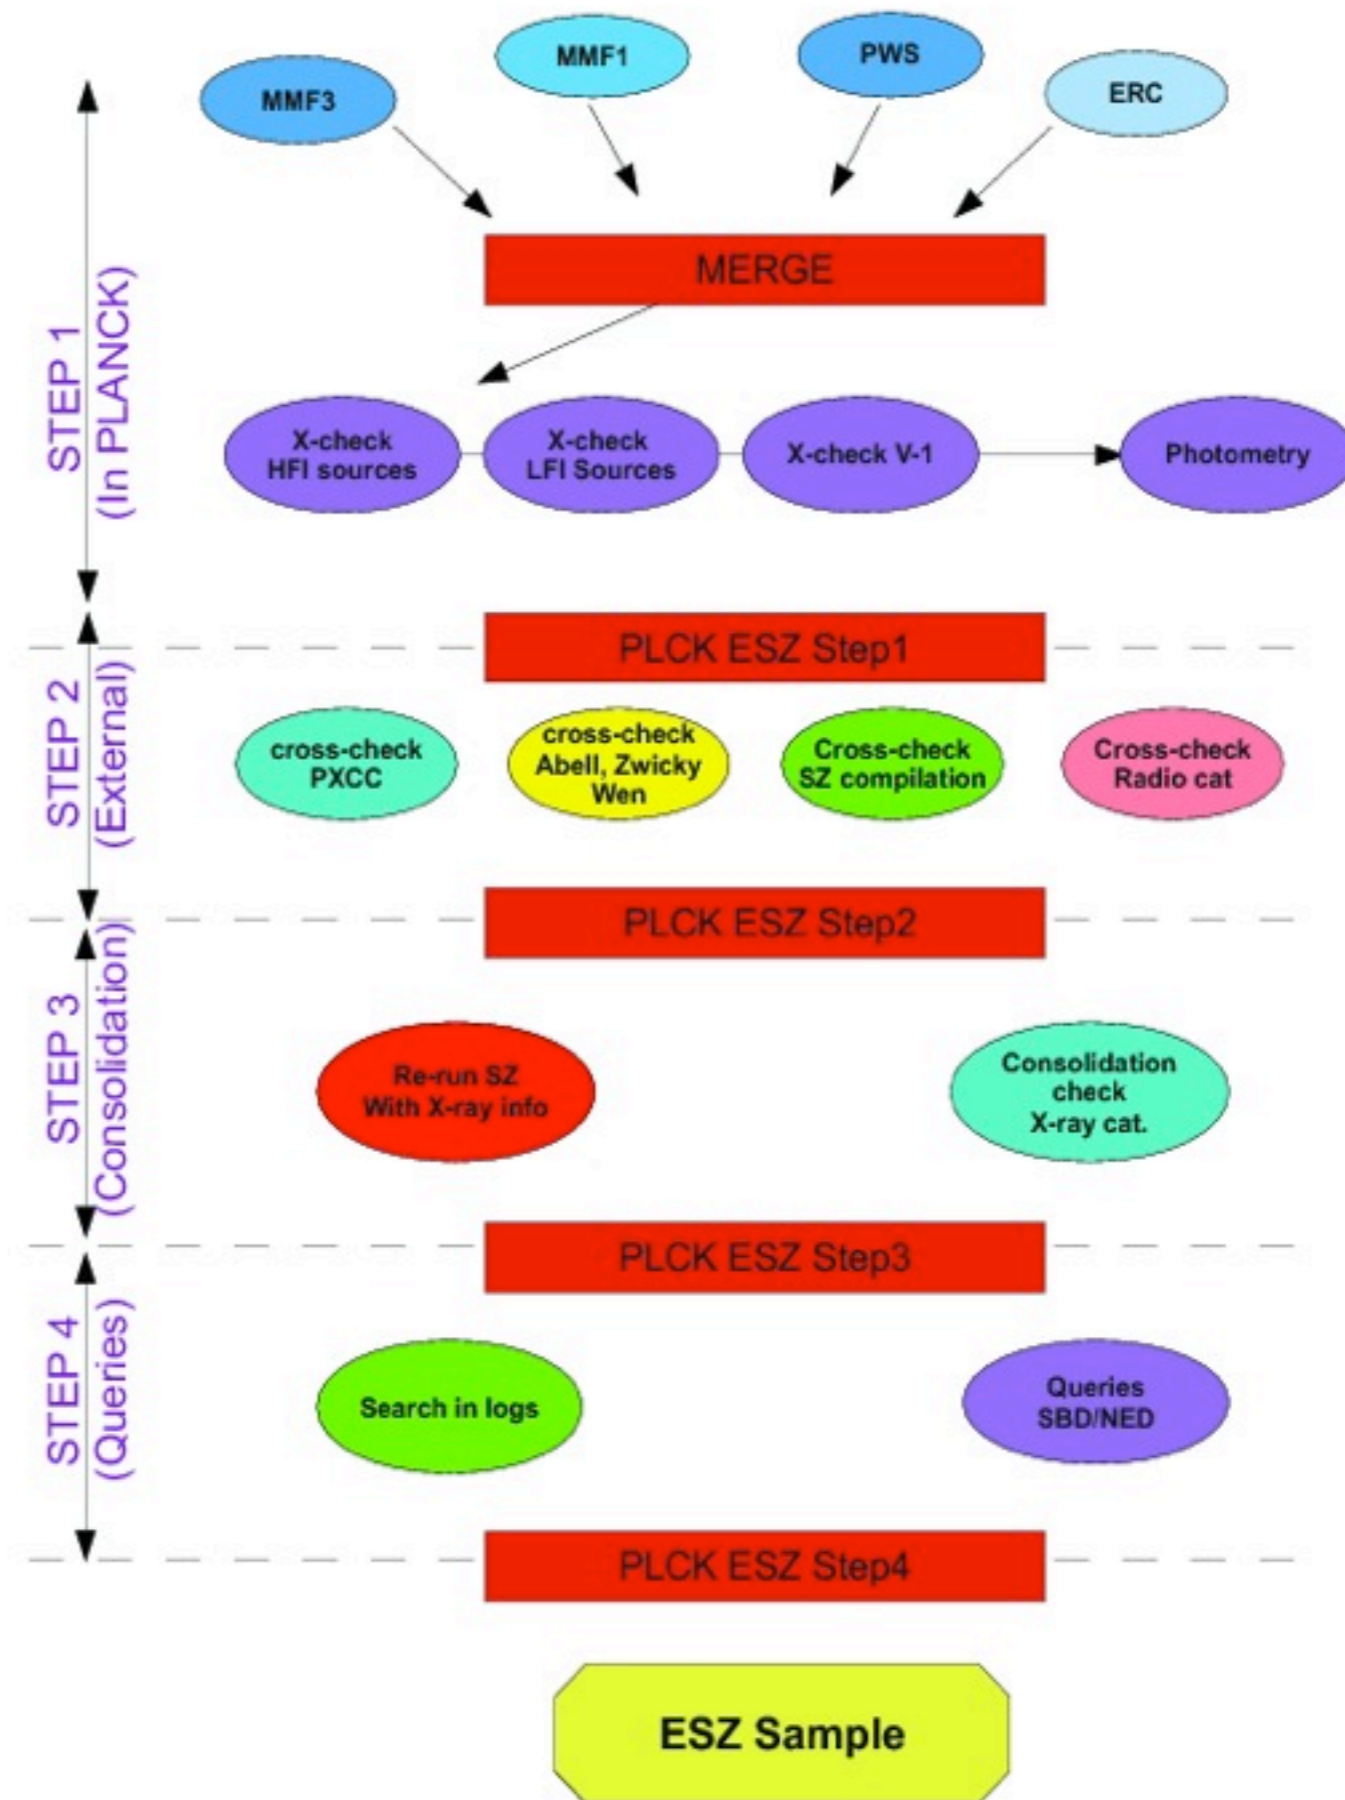 MMF3
MMF1
PWS
ERC
MERGE
STEP 1
(In PLANCK)
X-check
HFI sources
X-check
LFI Sources
X-check V-1
Photometry
PLCK ESZ Step1
STEP 2
(External)
cross-check
PXCC
cross-check
Abell, Zwicky
Wen
Cross-check
SZ compilation
Cross-check
Radio cat
PLCK ESZ Step2
STEP 3
(Consolidation)
Re-run SZ
With X-ray info
Consolidation
check
X-ray cat.
PLCK ESZ Step3
STEP 4
(Queries)
Search in logs
Queries
SBD/NED
PLCK ESZ Step4
ESZ Sample